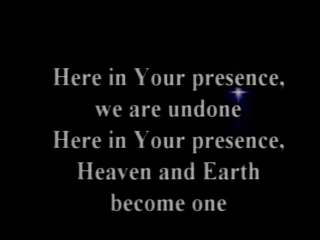 Here in Your presence,
we are undone
Here in Your presence,
Heaven and Earth
become one